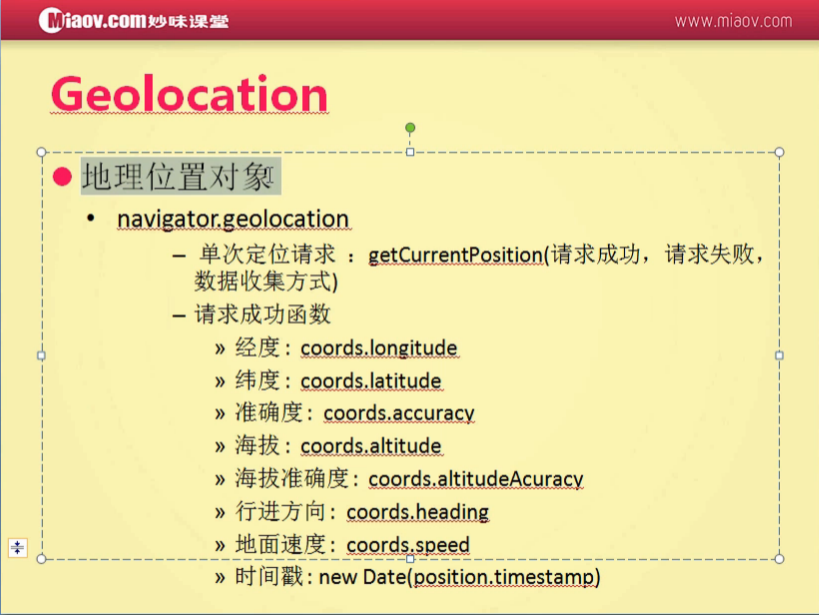 Miaov.com妙味课堂
www.miaov.com
Geolocation
地理位置对象
• navigator.geolocation
– 单次定位请求 ：getCurrentPosition(请求成功，请求失败，
数据收集方式)
– 请求成功函数
» 经度：coords.longitude
» 纬度：coords.latitude
» 准确度：coords.accuracy
» 海拔：coords.altitude
» 海拔准确度：coords.altitudeAcuracy
» 行进方向：coords.heading
» 地面速度：coords.speed
» 时间戳：new Date(position.timestamp)